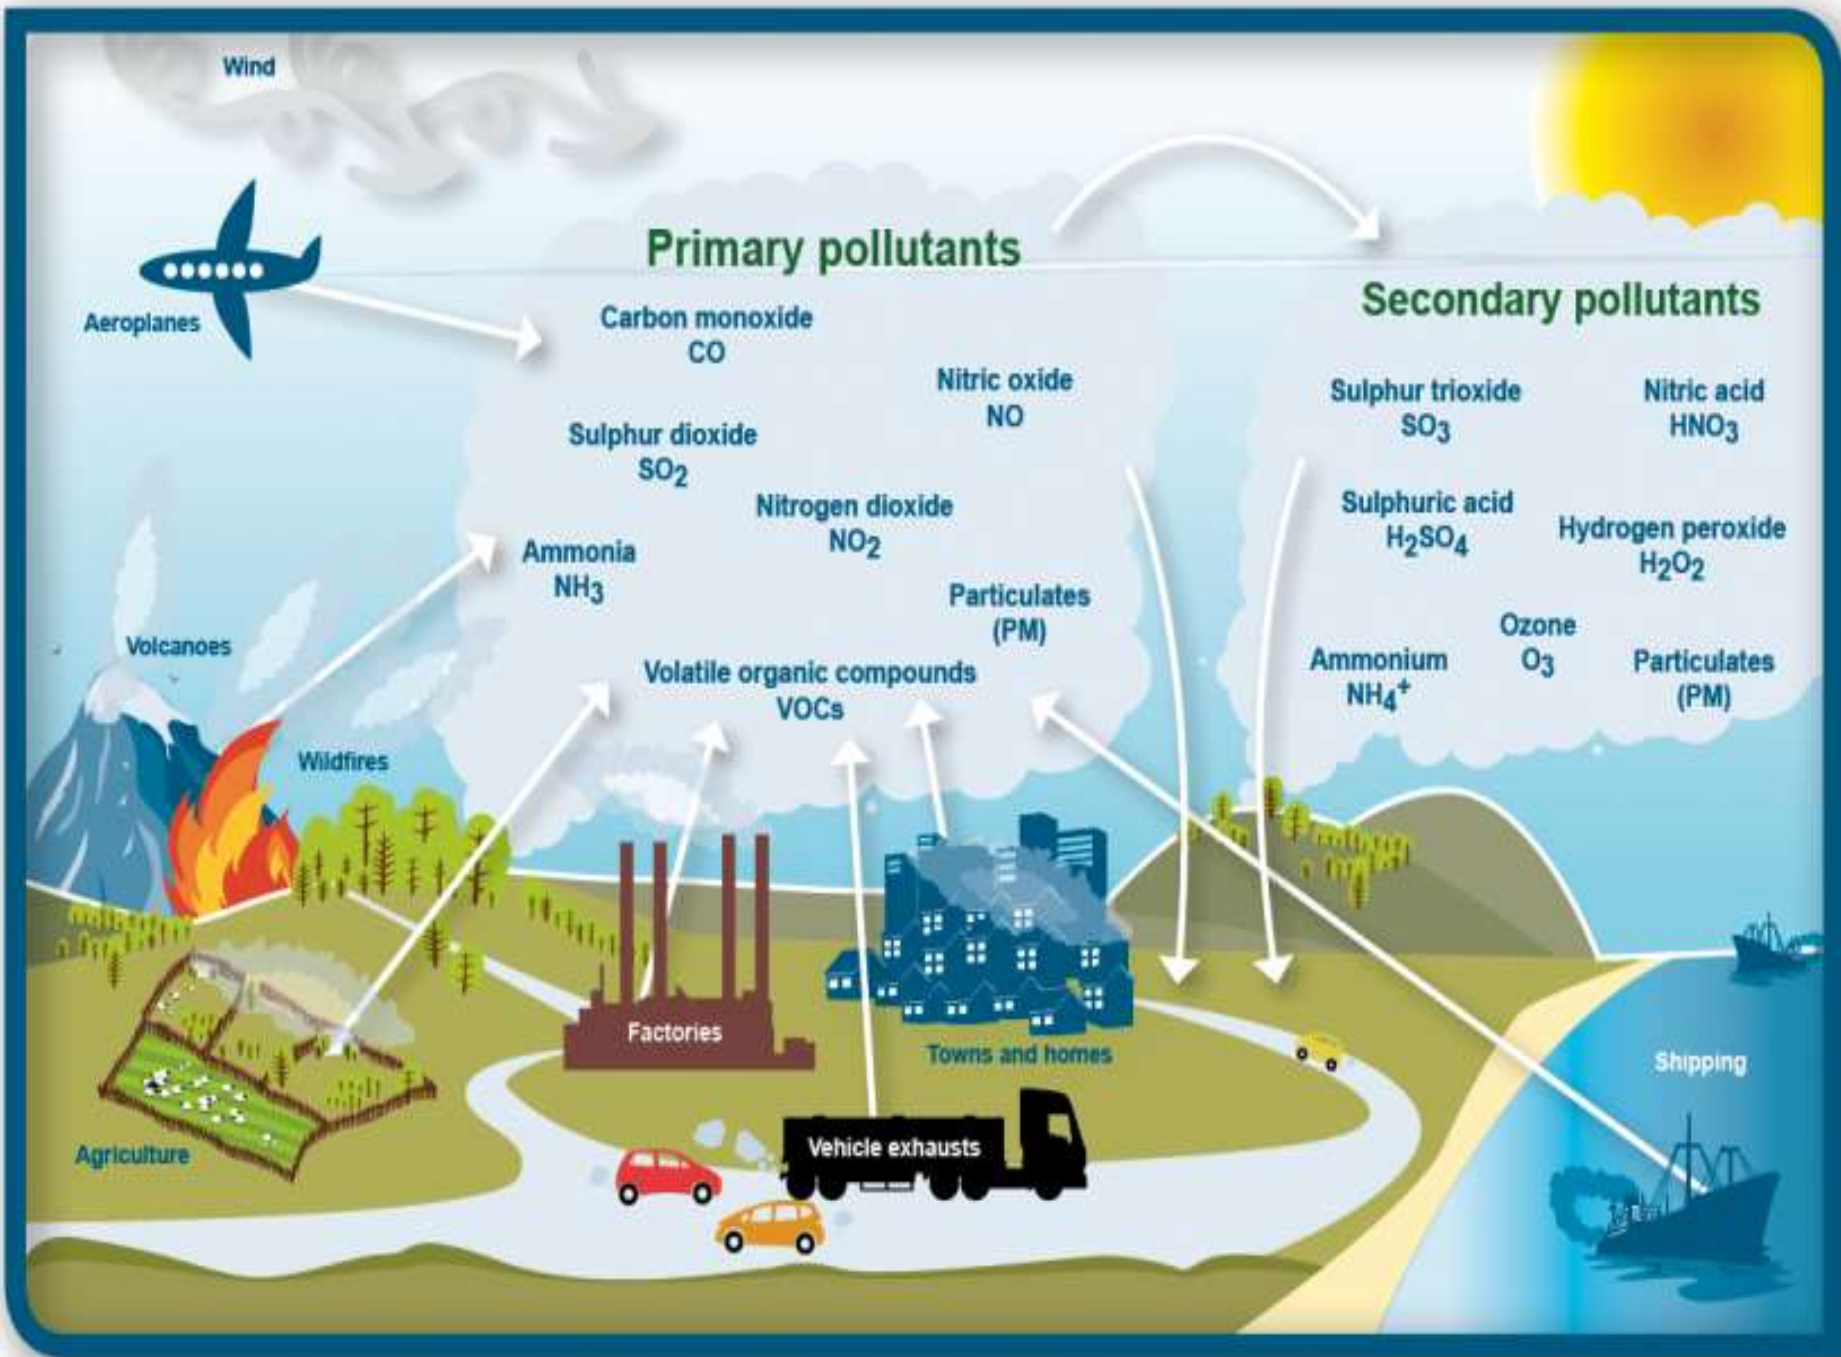 Wind
Aeroplanes
Primary pollutants
Carbon monoxide
CO
Nitric oxide
NO
Sulphur dioxide
SO₂
Nitrogen dioxide
NO₂
Ammonia
NH₃
Particulates
(PM)
Volatile organic compounds
VOCs
Secondary pollutants
Sulphur trioxide
SO₃
Nitric acid
HNO₃
Sulphuric acid
H₂SO₄
Hydrogen peroxide
H₂O₂
Ozone
O₃
Ammonium
NH₄⁺
Particulates
(PM)
Volcanoes
Wildfires
Factories
Towns and homes
Shipping
Vehicle exhausts
Agriculture